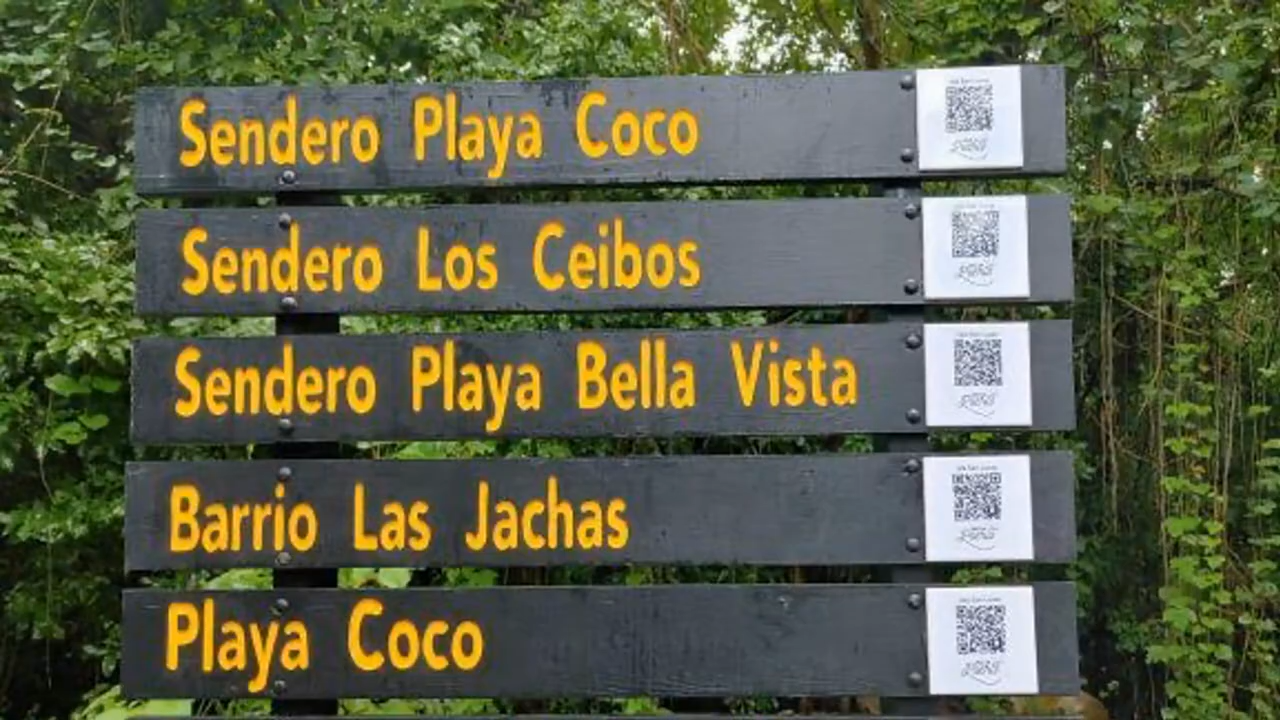 Sendero Playa Coco
Sendero Los Ceibos
Sendero Playa Bella Vista
Barrio Las Jachas
Playa Coco